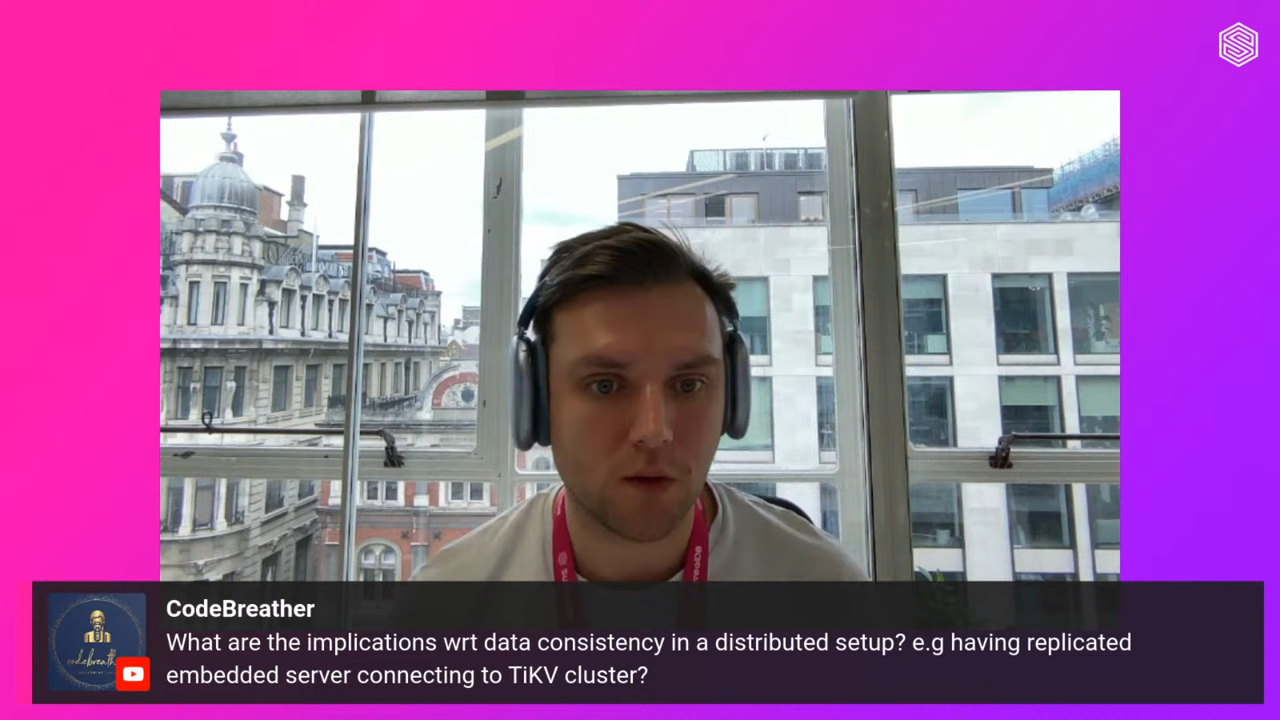 CodeBreather
What are the implications wrt data consistency in a distributed setup? e.g having replicated
embedded server connecting to TiKV cluster?